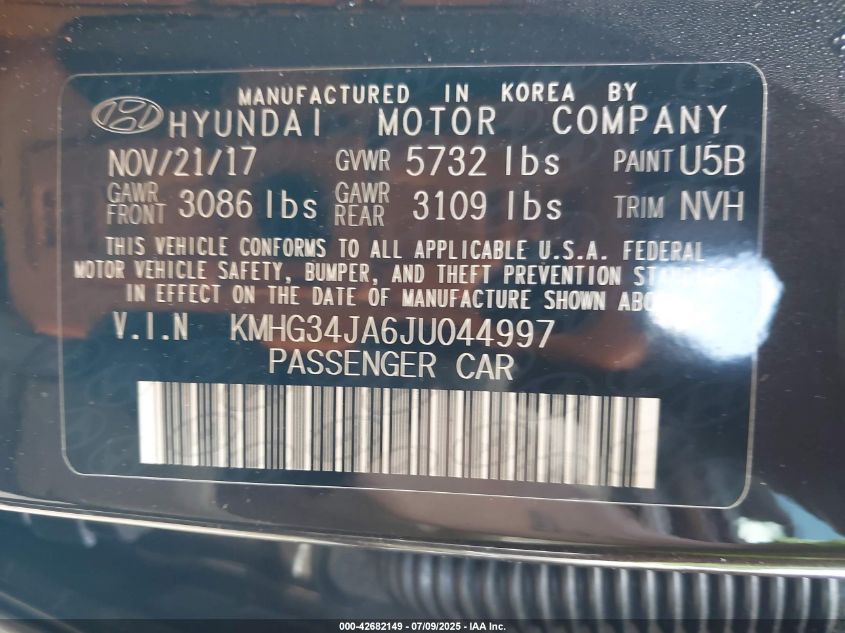 MANUFACTURED IN KOREA BY
HYUNDAI MOTOR COMPANY
NOV/21/17 GVWR 5732 lbs PAINT U5B
GAWR FRONT 3086 lbs GAWR REAR 3109 lbs TRIM NVH
THIS VEHICLE CONFORMS TO ALL APPLICABLE U.S.A. FEDERAL
MOTOR VEHICLE SAFETY, BUMPER, AND THEFT PREVENTION
IN EFFECT ON THE DATE OF MANUFACTURE SHOWN
V.I.N KMHG34JA6JU044997
PASSENGER CAR
000-42682149 - 07/09/2025 - IAA Inc.